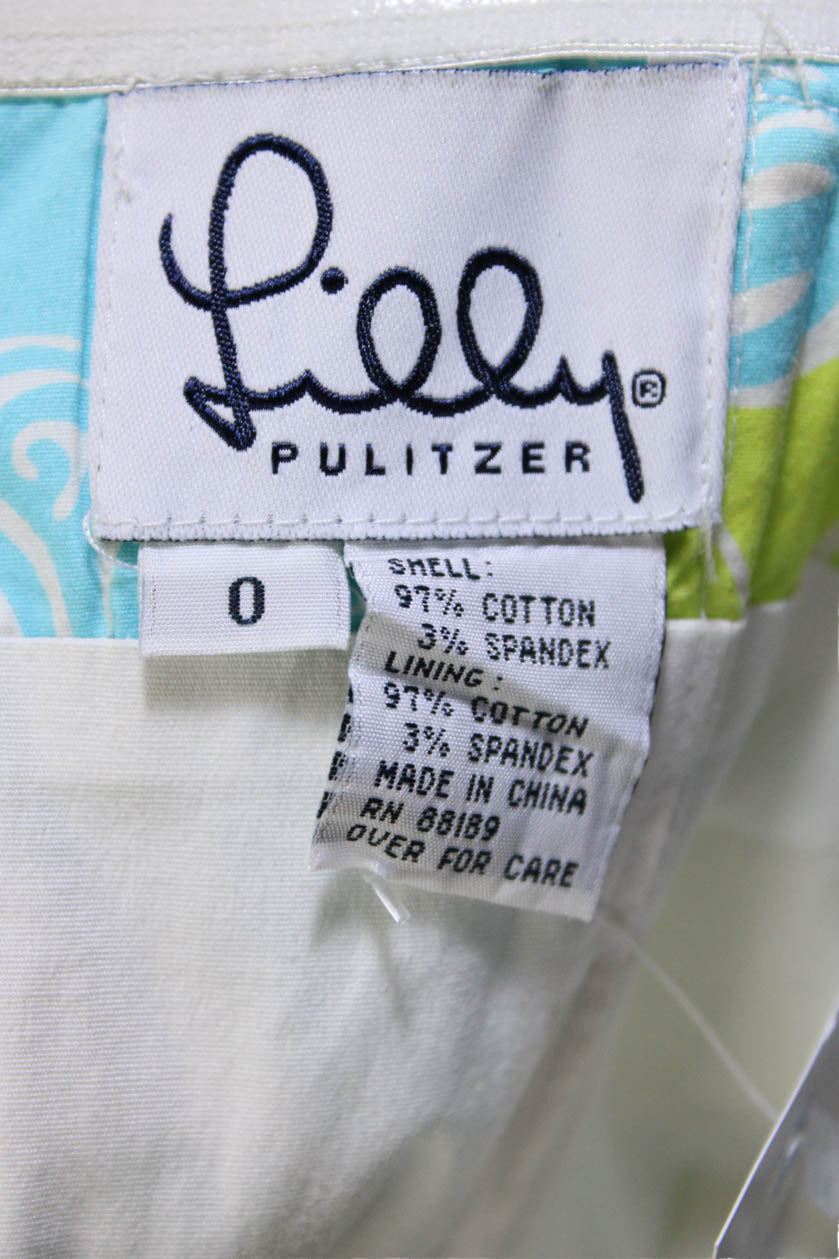 Lilly®
PULITZER
0
SHELL:
97% COTTON
3% SPANDEX
LINING:
97% COTTON
3% SPANDEX
MADE IN CHINA
RN 88189
OVER FOR CARE